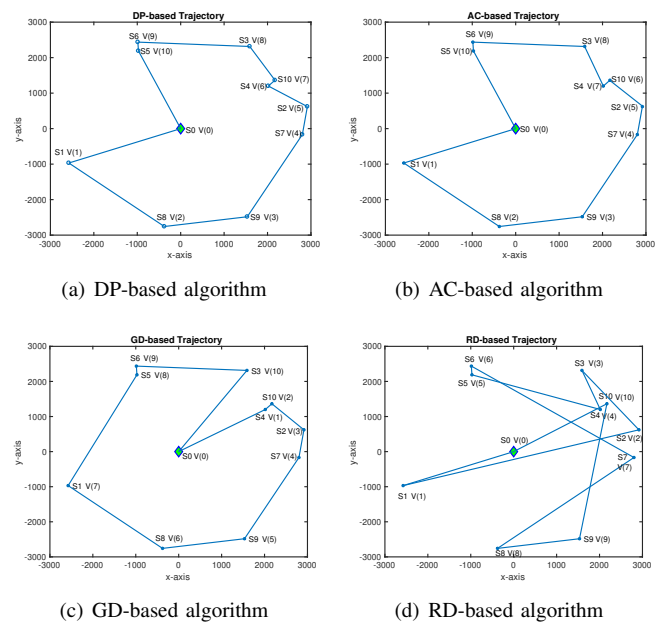 DP-based Trajectory
3000
2000
1000
0
-1000
-2000
-3000
y-axis
S6 V(9)
S5 V(10)
S3 V(8)
S10 V(7)
S4 V(6)
S2 V(5)
S7 V(4)
S0 V(0)
S1 V(1)
S8 V(2)
S9 V(3)
-3000 -2000 -1000 0 1000 2000 3000
x-axis
(a) DP-based algorithm
AC-based Trajectory
3000
2000
1000
0
-1000
-2000
-3000
y-axis
S6 V(9)
S5 V(10)
S3 V(8)
S10 V(6)
S4 V(7)
S2 V(5)
S7 V(4)
S0 V(0)
S1 V(1)
S8 V(2)
S9 V(3)
-3000 -2000 -1000 0 1000 2000 3000
x-axis
(b) AC-based algorithm
GD-based Trajectory
3000
2000
1000
0
1000
2000
3000
y-axis
S6 V(9)
S5 V(8)
S3 V(10)
S10 V(2)
S4 V(1)
S2 V(3)
S7 V(4)
S0 V(0)
S1 V(7)
S8 V(6)
S9 V(5)
-3000 -2000 -1000 0 1000 2000 3000
x-axis
(c) GD-based algorithm
RD-based Trajectory
3000
2000
1000
0
-1000
-2000
3000
y-axis
S6 V(6)
S5 V(5)
S3 V(3)
S10 V(10)
S4 V(4)
S2 V(2)
S7
V(7)
S0 V(0)
S1 V(1)
S8 V(8)
S9 V(9)
-3000 -2000 -1000 0 1000 2000 3000
x-axis
(d) RD-based algorithm